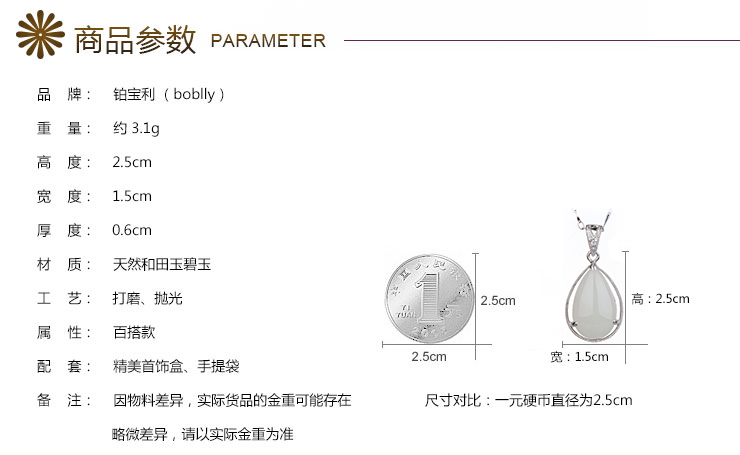 商品参数 PARAMETER
品 牌： 铂宝利（boblly）
重 量： 约 3.1g
高 度： 2.5cm
宽 度： 1.5cm
厚 度： 0.6cm
材 质： 天然和田玉碧玉
工 艺： 打磨、抛光
属 性： 百搭款
配 套： 精美首饰盒、手提袋
备 注： 因物料差异，实际货品的金重可能存在
略微差异，请以实际金重为准
1
YI
YUAN
2.5cm
2.5cm
高：2.5cm
宽：1.5cm
尺寸对比：一元硬币直径为2.5cm